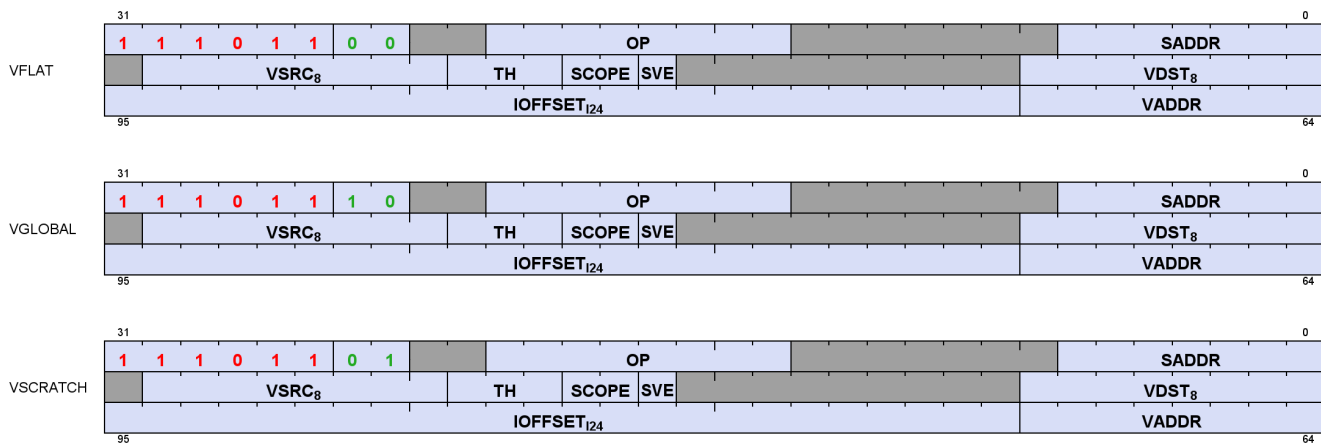 31 0
1 1 1 0 1 1 0 0 OP SADDR
VFLAT VSRC8 TH SCOPE SVE VDST8
IOFFSETI24 VADDR
95 64
31 0
1 1 1 0 1 1 1 0 OP SADDR
VGLOBAL VSRC8 TH SCOPE SVE VDST8
IOFFSETI24 VADDR
95 64
31 0
1 1 1 0 1 1 0 1 OP SADDR
VSCRATCH VSRC8 TH SCOPE SVE VDST8
IOFFSETI24 VADDR
95 64